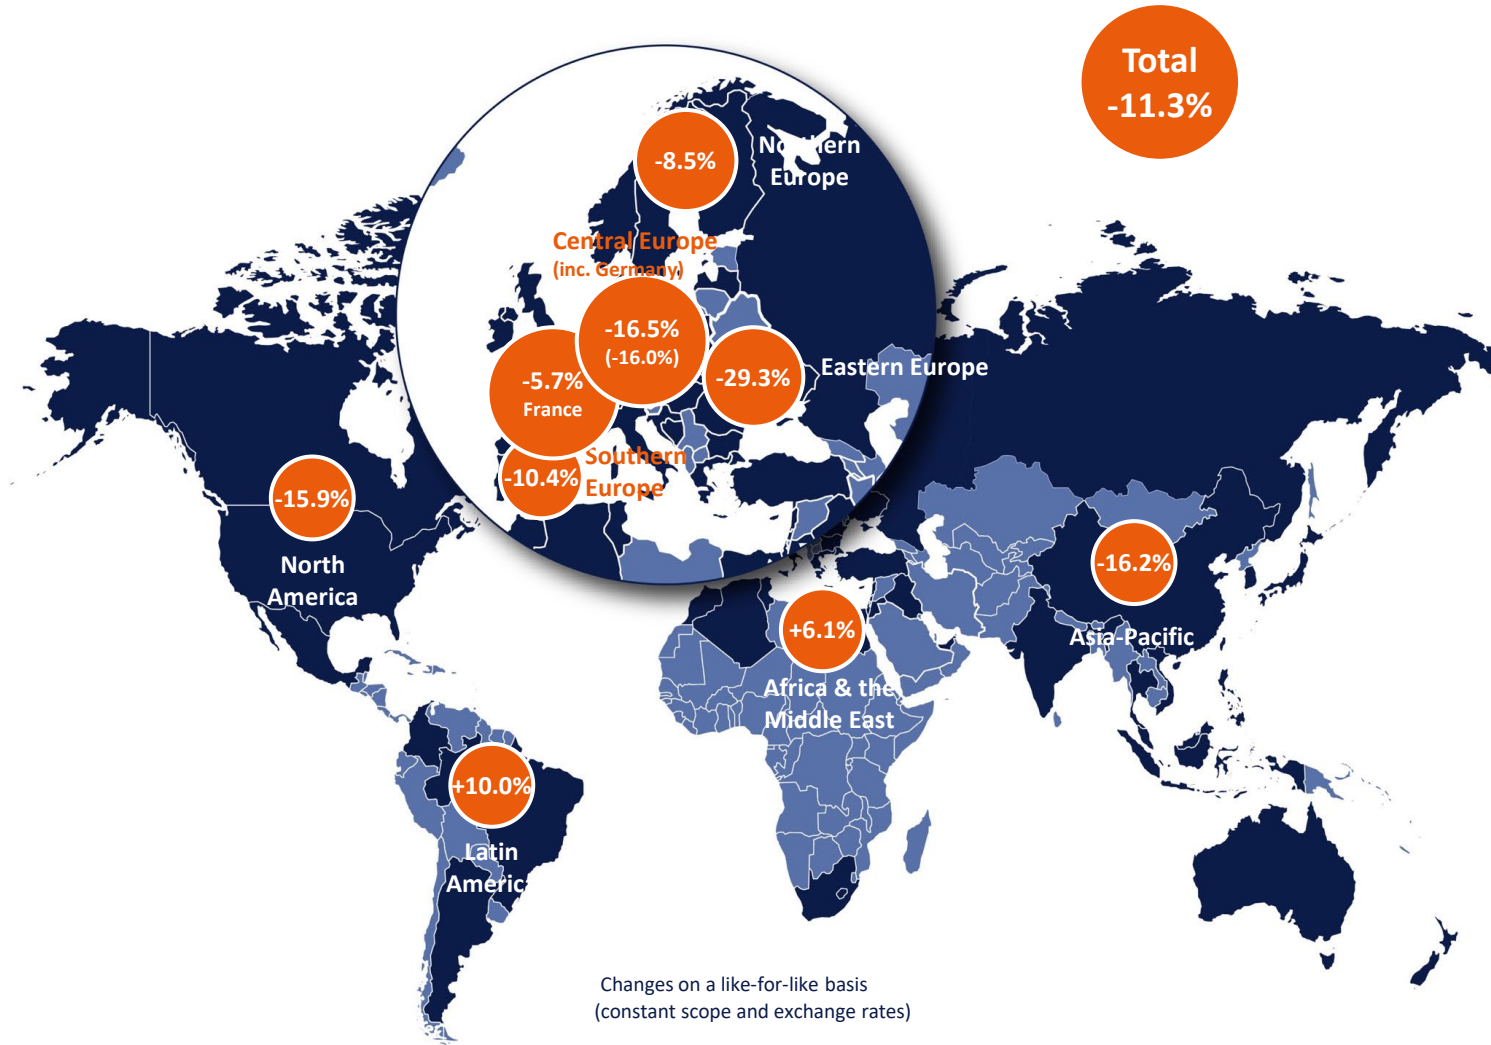 Total
-11.3%
-8.5%
Northern
Europe
Central Europe
(inc. Germany)
-16.5%
(-16.0%)
-5.7%
France
-29.3%
Eastern Europe
-10.4%
Southern
Europe
-15.9%
North
America
-16.2%
Asia-Pacific
+6.1%
Africa & the
Middle East
+10.0%
Latin
America
Changes on a like-for-like basis
(constant scope and exchange rates)